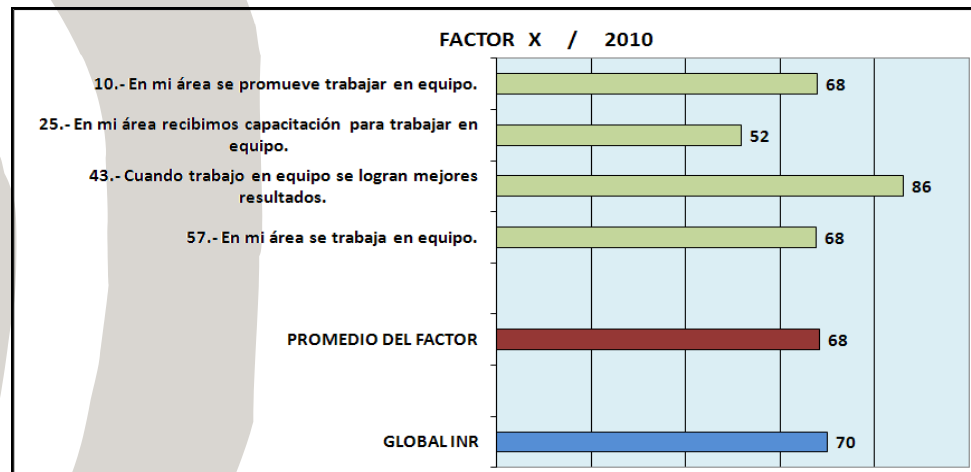 FACTOR X / 2010
10.- En mi área se promueve trabajar en equipo.
68
25.- En mi área recibimos capacitación para trabajar en
equipo.
52
43.- Cuando trabajo en equipo se logran mejores
resultados.
86
57.- En mi área se trabaja en equipo.
68
PROMEDIO DEL FACTOR
68
GLOBAL INR
70